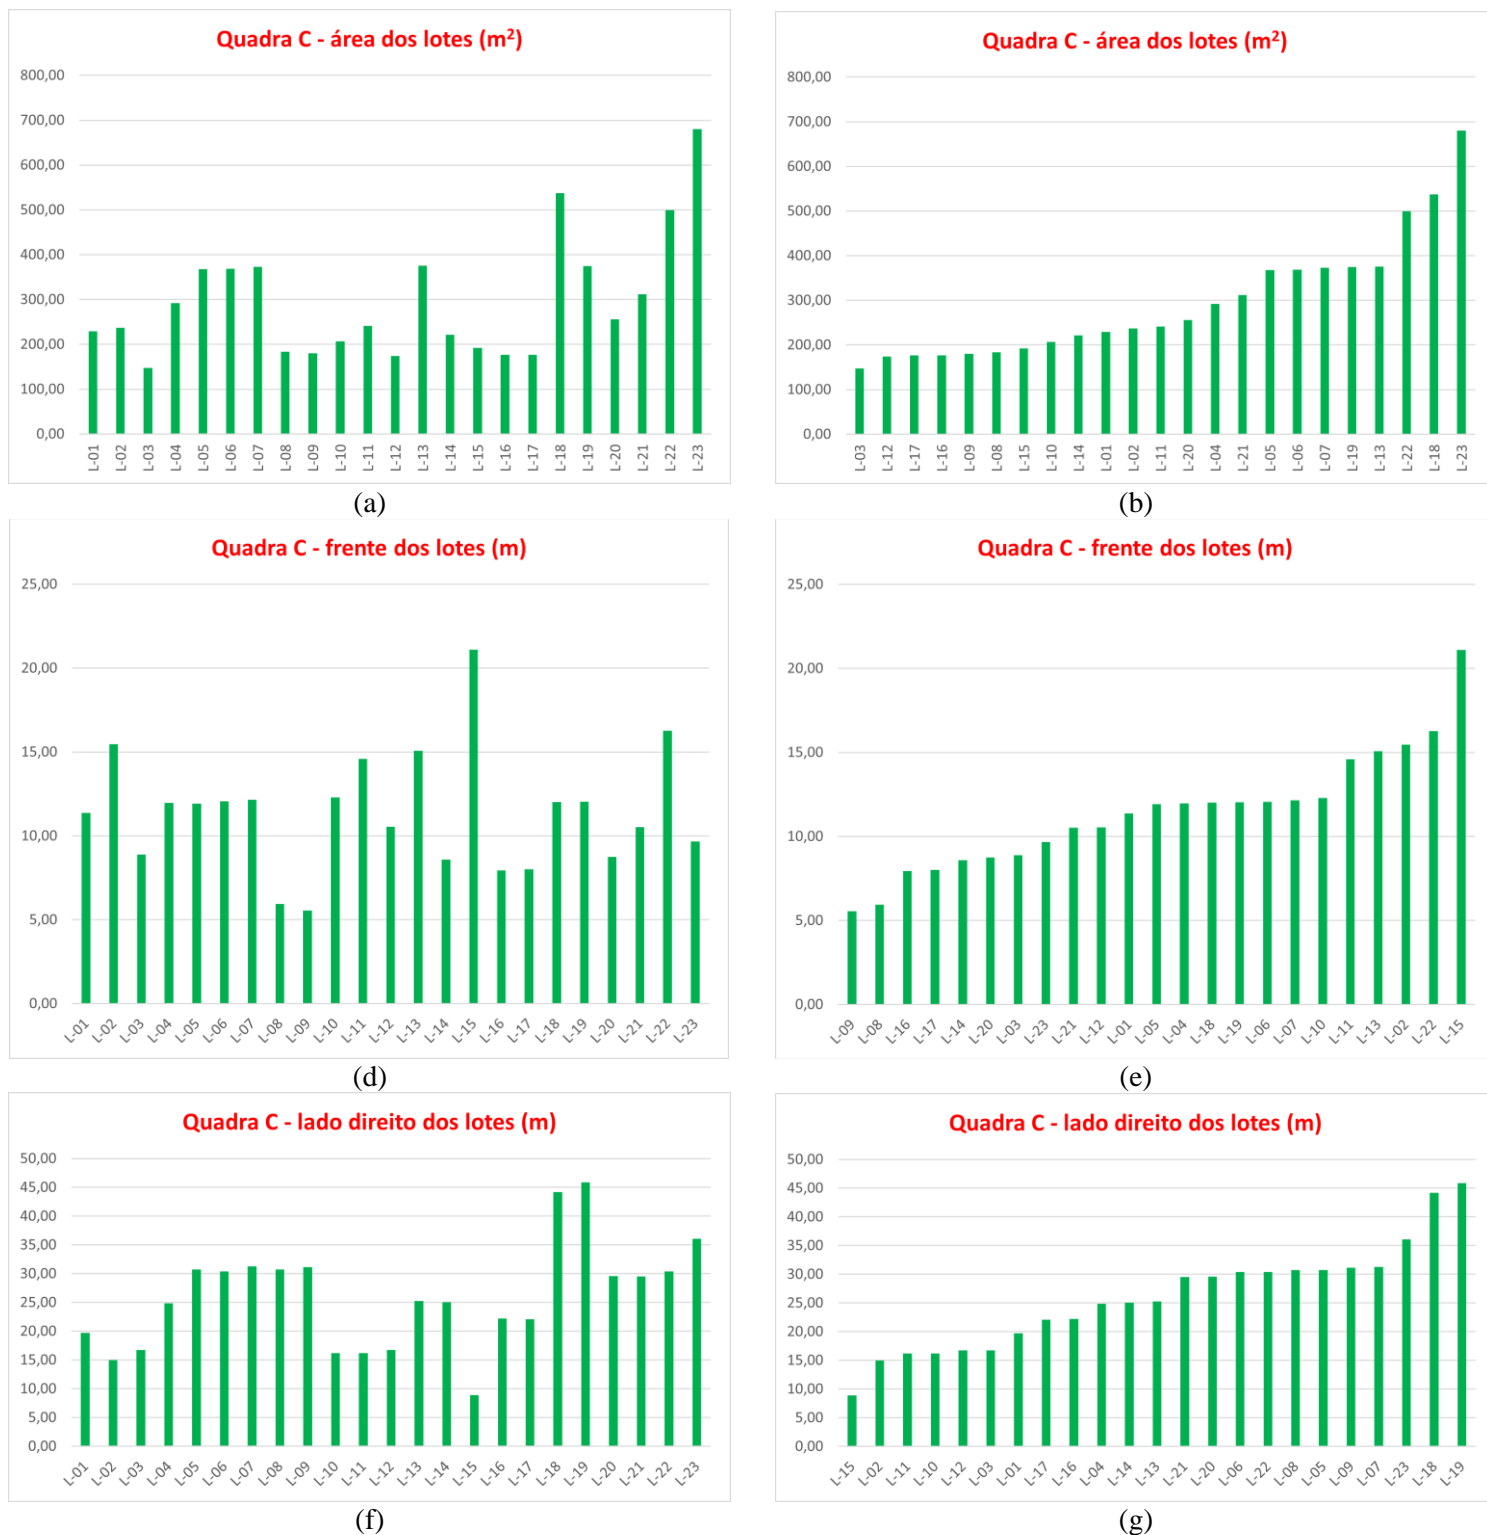 Quadra C - área dos lotes (m²)
800,00
700,00
600,00
500,00
400,00
300,00
200,00
100,00
0,00
L-01 L-02 L-03 L-04 L-05 L-06 L-07 L-08 L-09 L-10 L-11 L-12 L-13 L-14 L-15 L-16 L-17 L-18 L-19 L-20 L-21 L-22 L-23
(a)
Quadra C - área dos lotes (m²)
800,00
700,00
600,00
500,00
400,00
300,00
200,00
100,00
0,00
L-03 L-12 L-17 L-16 L-09 L-08 L-15 L-10 L-14 L-01 L-02 L-11 L-20 L-04 L-21 L-05 L-06 L-07 L-19 L-13 L-22 L-18 L-23
(b)
Quadra C - frente dos lotes (m)
25,00
20,00
15,00
10,00
5,00
0,00
L-01 L-02 L-03 L-04 L-05 L-06 L-07 L-08 L-09 L-10 L-11 L-12 L-13 L-14 L-15 L-16 L-17 L-18 L-19 L-20 L-21 L-22 L-23
(d)
Quadra C - frente dos lotes (m)
25,00
20,00
15,00
10,00
5,00
0,00
L-09 L-08 L-16 L-17 L-14 L-20 L-03 L-23 L-21 L-12 L-01 L-05 L-04 L-18 L-19 L-06 L-07 L-10 L-11 L-13 L-02 L-22 L-15
(e)
Quadra C - lado direito dos lotes (m)
50,00
45,00
40,00
35,00
30,00
25,00
20,00
15,00
10,00
5,00
0,00
L-01 L-02 L-03 L-04 L-05 L-06 L-07 L-08 L-09 L-10 L-11 L-12 L-13 L-14 L-15 L-16 L-17 L-18 L-19 L-20 L-21 L-22 L-23
(f)
Quadra C - lado direito dos lotes (m)
50,00
45,00
40,00
35,00
30,00
25,00
20,00
15,00
10,00
5,00
0,00
L-15 L-02 L-11 L-10 L-12 L-03 L-01 L-17 L-16 L-04 L-14 L-13 L-21 L-20 L-06 L-22 L-08 L-05 L-09 L-07 L-23 L-18 L-19
(g)